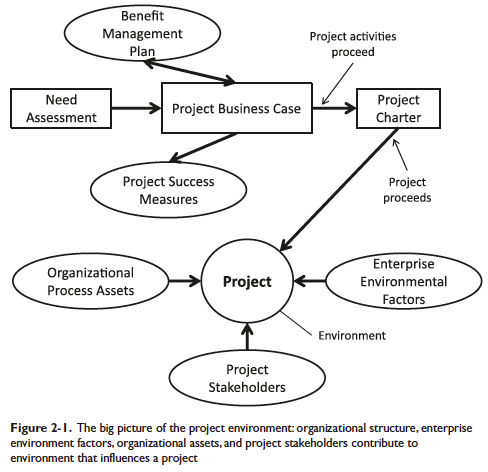 Benefit
Management
Plan
Project activities
proceed
Need
Assessment
Project Business Case
Project
Charter
Project Success
Measures
Project
proceeds
Organizational
Process Assets
Project
Enterprise
Environmental
Factors
Environment
Project
Stakeholders
Figure 2-1. The big picture of the project environment: organizational structure, enterprise
environment factors, organizational assets, and project stakeholders contribute to
environment that influences a project